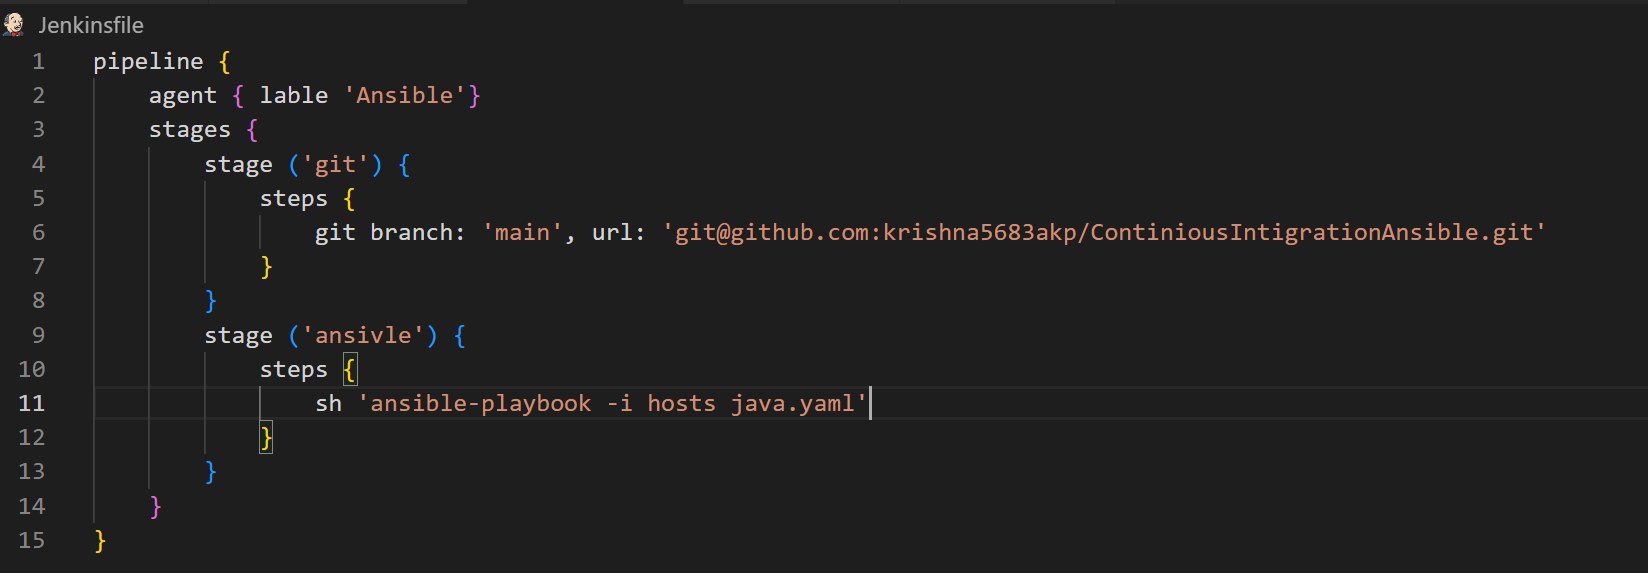 Jenkinsfile
1 pipeline {
2     agent { lable 'Ansible'}
3     stages {
4         stage ('git') {
5             steps {
6                 git branch: 'main', url: 'git@github.com:krishna5683akp/ContiniousIntigrationAnsible.git'
7             }
8         }
9         stage ('ansivle') {
10             steps {
11                 sh 'ansible-playbook -i hosts java.yaml'
12             }
13         }
14     }
15 }